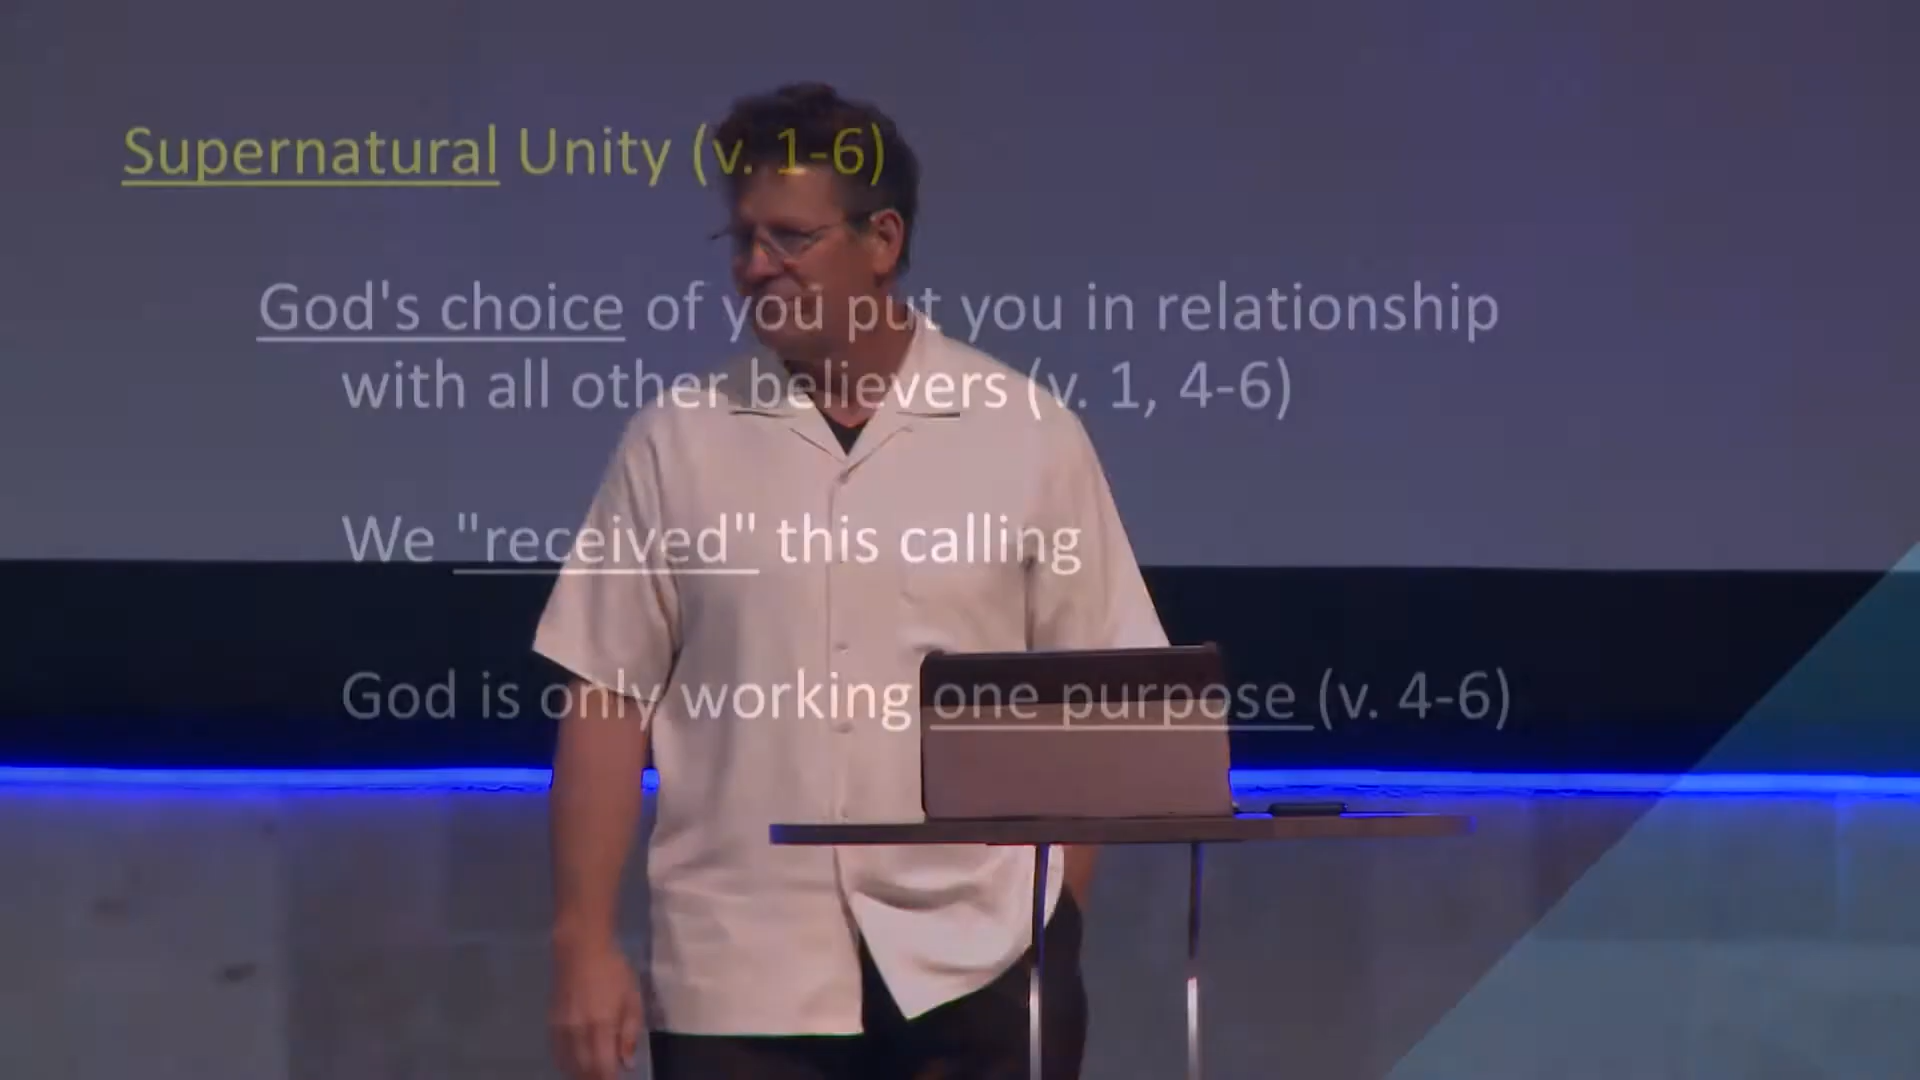 Supernatural Unity (v. 1-6)
God's choice of you put you in relationship
with all other believers (v. 1, 4-6)
We "received" this calling
God is only working one purpose (v. 4-6)